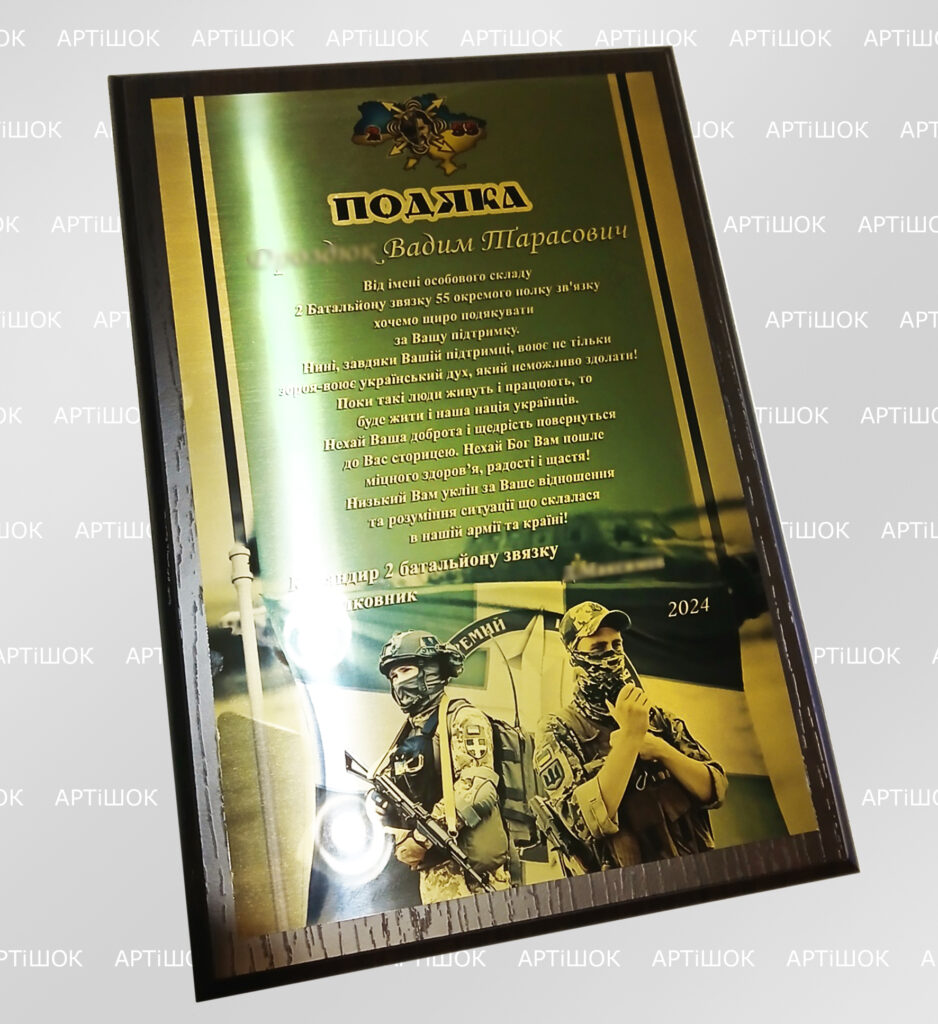 2 55
ПОДЯКА
Вадим Тарасович
Від імені особового складу
2 Батальйону звязку 55 окремого полку зв'язку
хочемо щиро подякувати
за Вашу підтримку.
Нині, завдяки Вашій підтримці, воює не тільки
зброя-воює український дух, який неможливо здолати!
Поки такі люди живуть і працюють, то
буде жити і наша нація українців.
Нехай Ваша доброта і щедрість повернуться
до Вас сторицею. Нехай Бог Вам пошле
міцного здоров'я, радості і щастя!
Низький Вам уклін за Ваше відношення
та розуміння ситуації що склалася
в нашій армії та країні!
2 батальйону звязку
2024
АРТіШОК